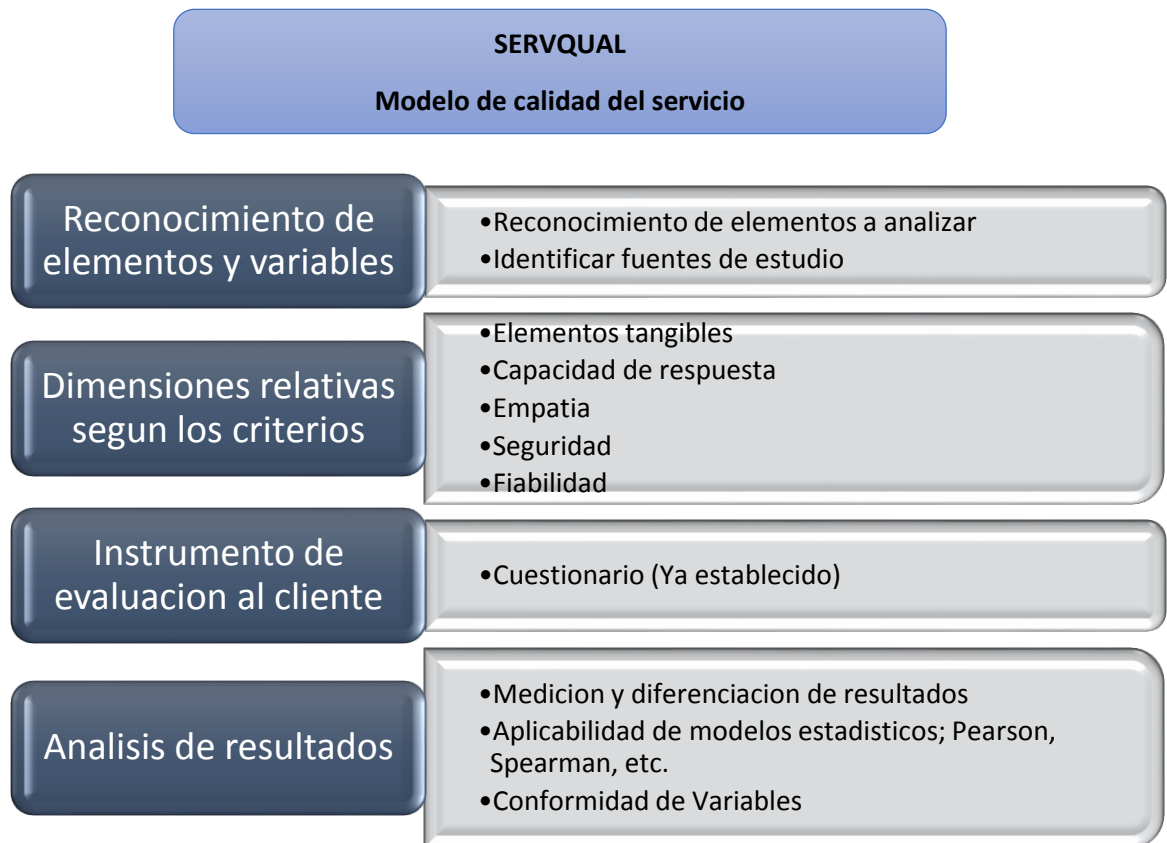 SERVQUAL
Modelo de calidad del servicio
Reconocimiento de
elementos y variables
•Reconocimiento de elementos a analizar
•Identificar fuentes de estudio
Dimensiones relativas
segun los criterios
•Elementos tangibles
•Capacidad de respuesta
•Empatia
•Seguridad
•Fiabilidad
Instrumento de
evaluacion al cliente
•Cuestionario (Ya establecido)
Analisis de resultados
•Medicion y diferenciacion de resultados
•Aplicabilidad de modelos estadisticos; Pearson,
Spearman, etc.
•Conformidad de Variables